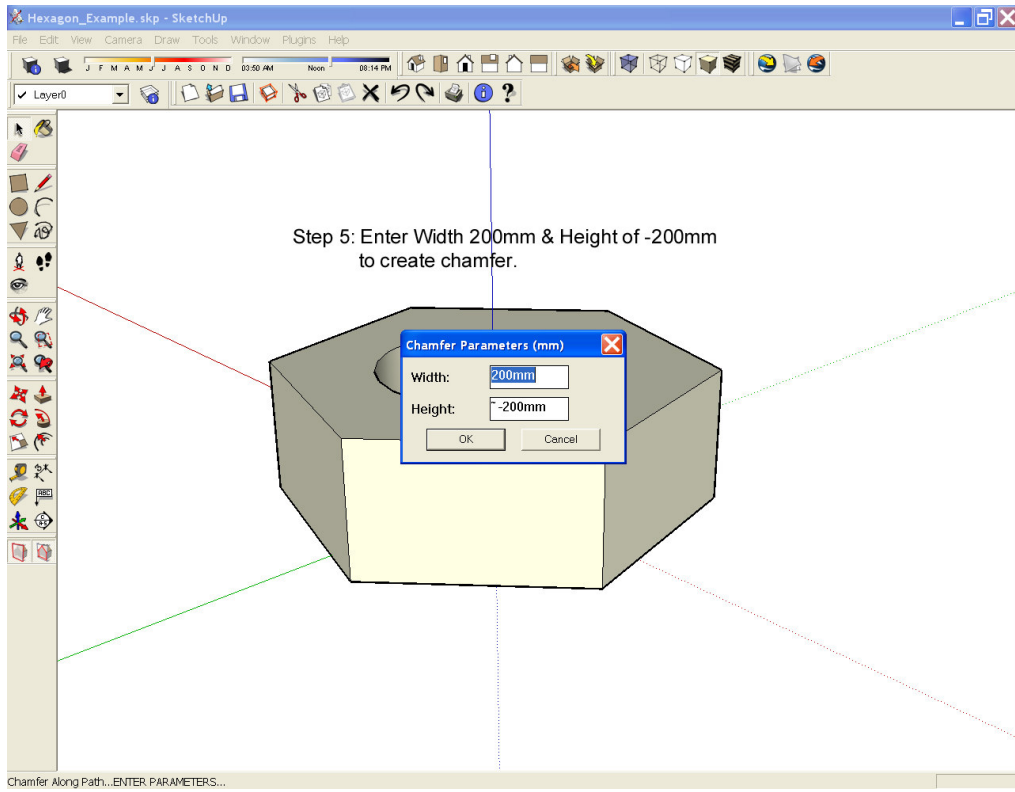 Hexagon_Example.skp - SketchUp
File Edit View Camera Draw Tools Window Plugins Help
J F M A M J J A S O N D 03:50 AM Noon 08:14 PM
Layer0
Step 5: Enter Width 200mm & Height of -200mm
to create chamfer.
Chamfer Parameters (mm)
Width: 200mm
Height: -200mm
OK Cancel
ABC
Chamfer Along Path...ENTER PARAMETERS...